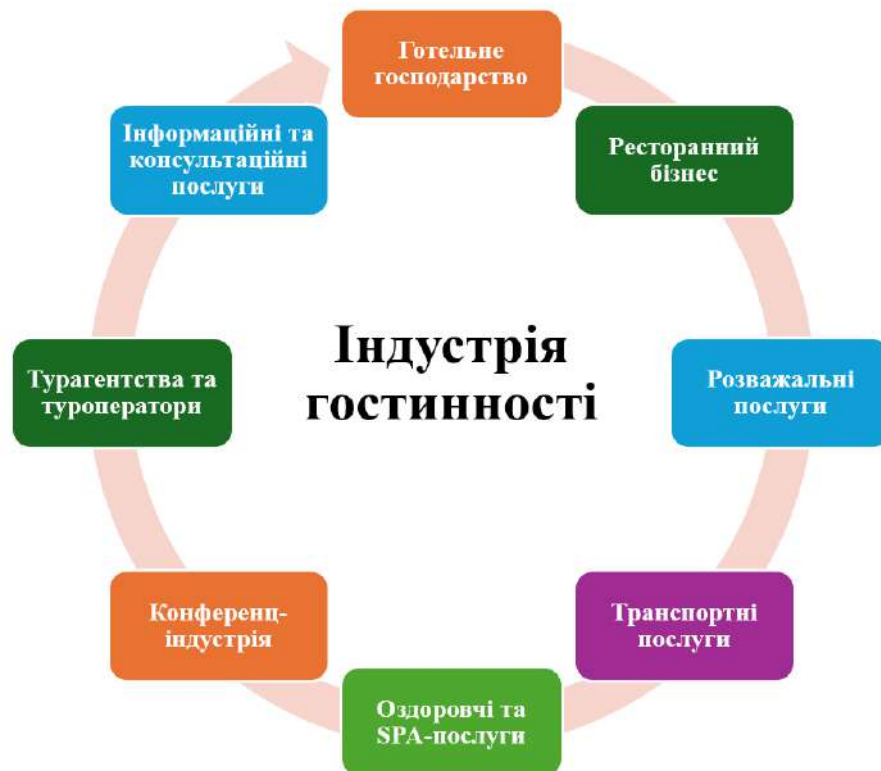 Готельне
господарство
Ресторанний
бізнес
Розважальні
послуги
Транспортні
послуги
Оздоровчі та
SPA-послуги
Конференц-
індустрія
Турагентства та
туроператори
Інформаційні та
консультаційні
послуги
Індустрія
гостинності